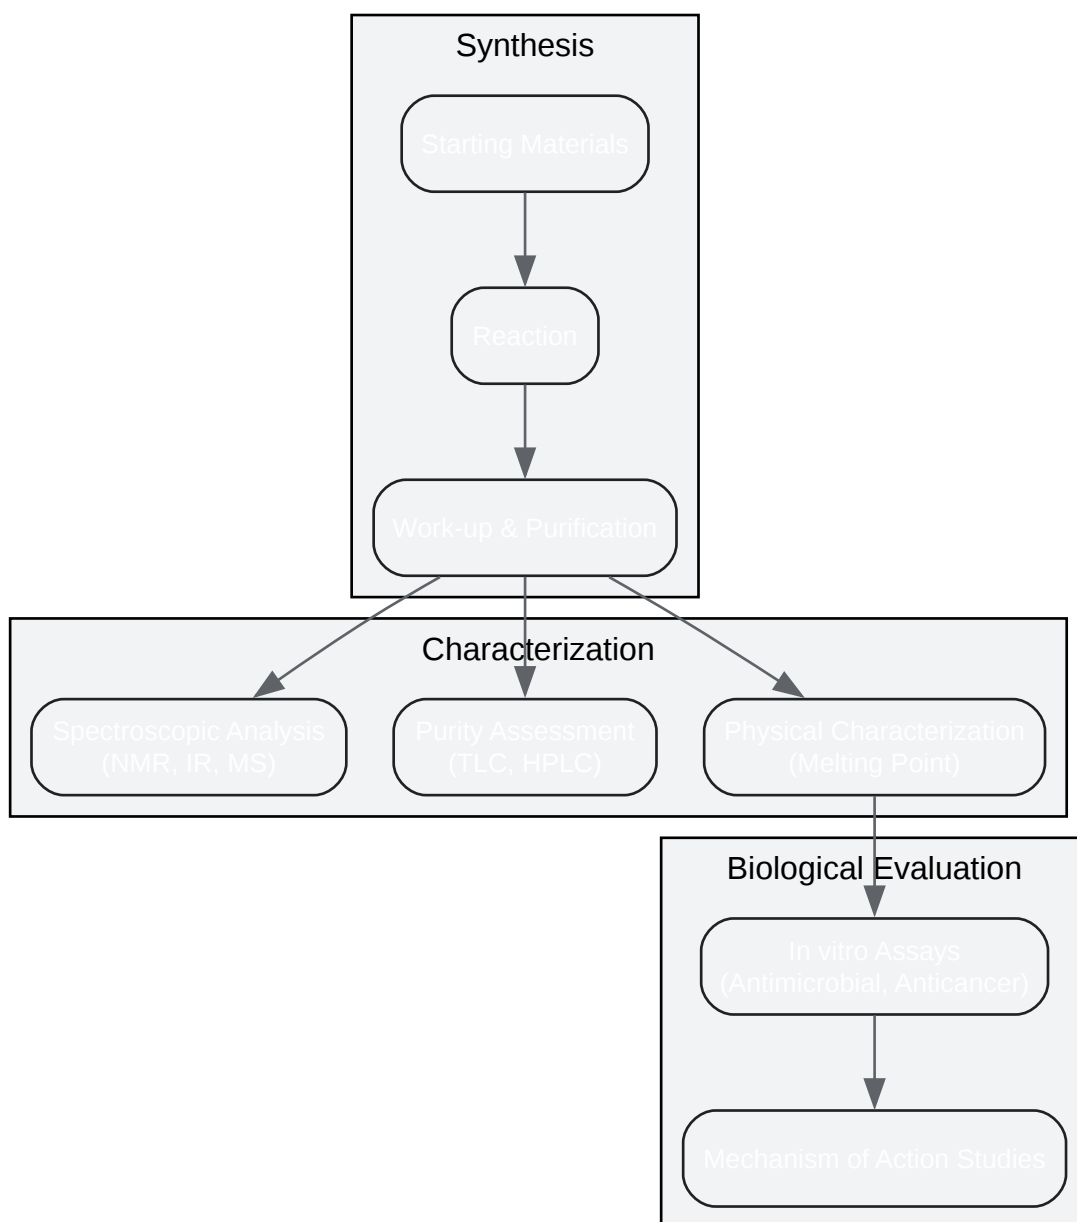 Synthesis
Starting Materials
Reaction
Work-up & Purification
Characterization
Spectroscopic Analysis
(NMR, IR, MS)
Purity Assessment
(TLC, HPLC)
Physical Characterization
(Melting Point)
Biological Evaluation
In vitro Assays
(Antimicrobial, Anticancer)
Mechanism of Action Studies